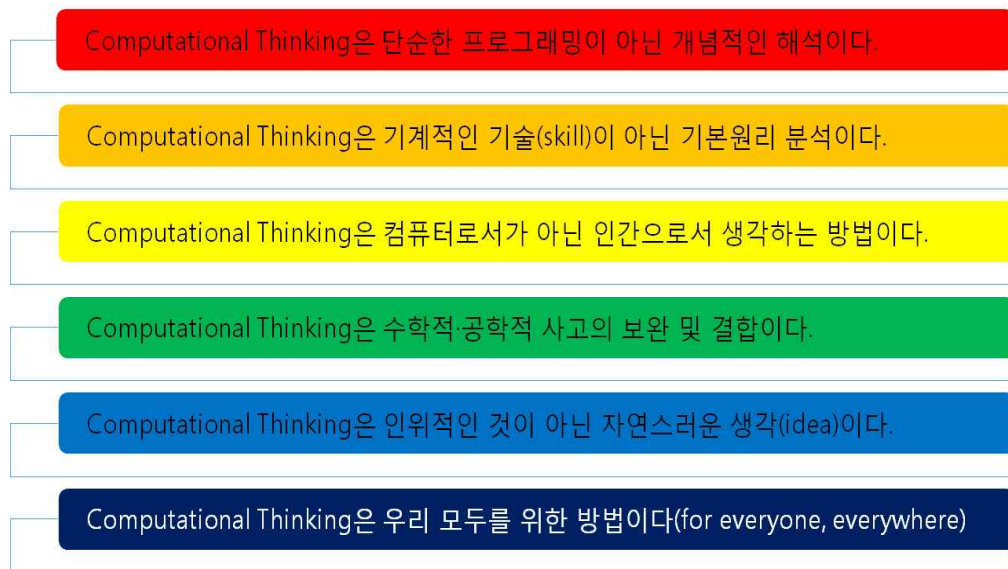 Computational Thinking은 단순한 프로그래밍이 아닌 개념적인 해석이다.
Computational Thinking은 기계적인 기술(skill)이 아닌 기본원리 분석이다.
Computational Thinking은 컴퓨터로서가 아닌 인간으로서 생각하는 방법이다.
Computational Thinking은 수학적·공학적 사고의 보완 및 결합이다.
Computational Thinking은 인위적인 것이 아닌 자연스러운 생각(idea)이다.
Computational Thinking은 우리 모두를 위한 방법이다(for everyone, everywhere)